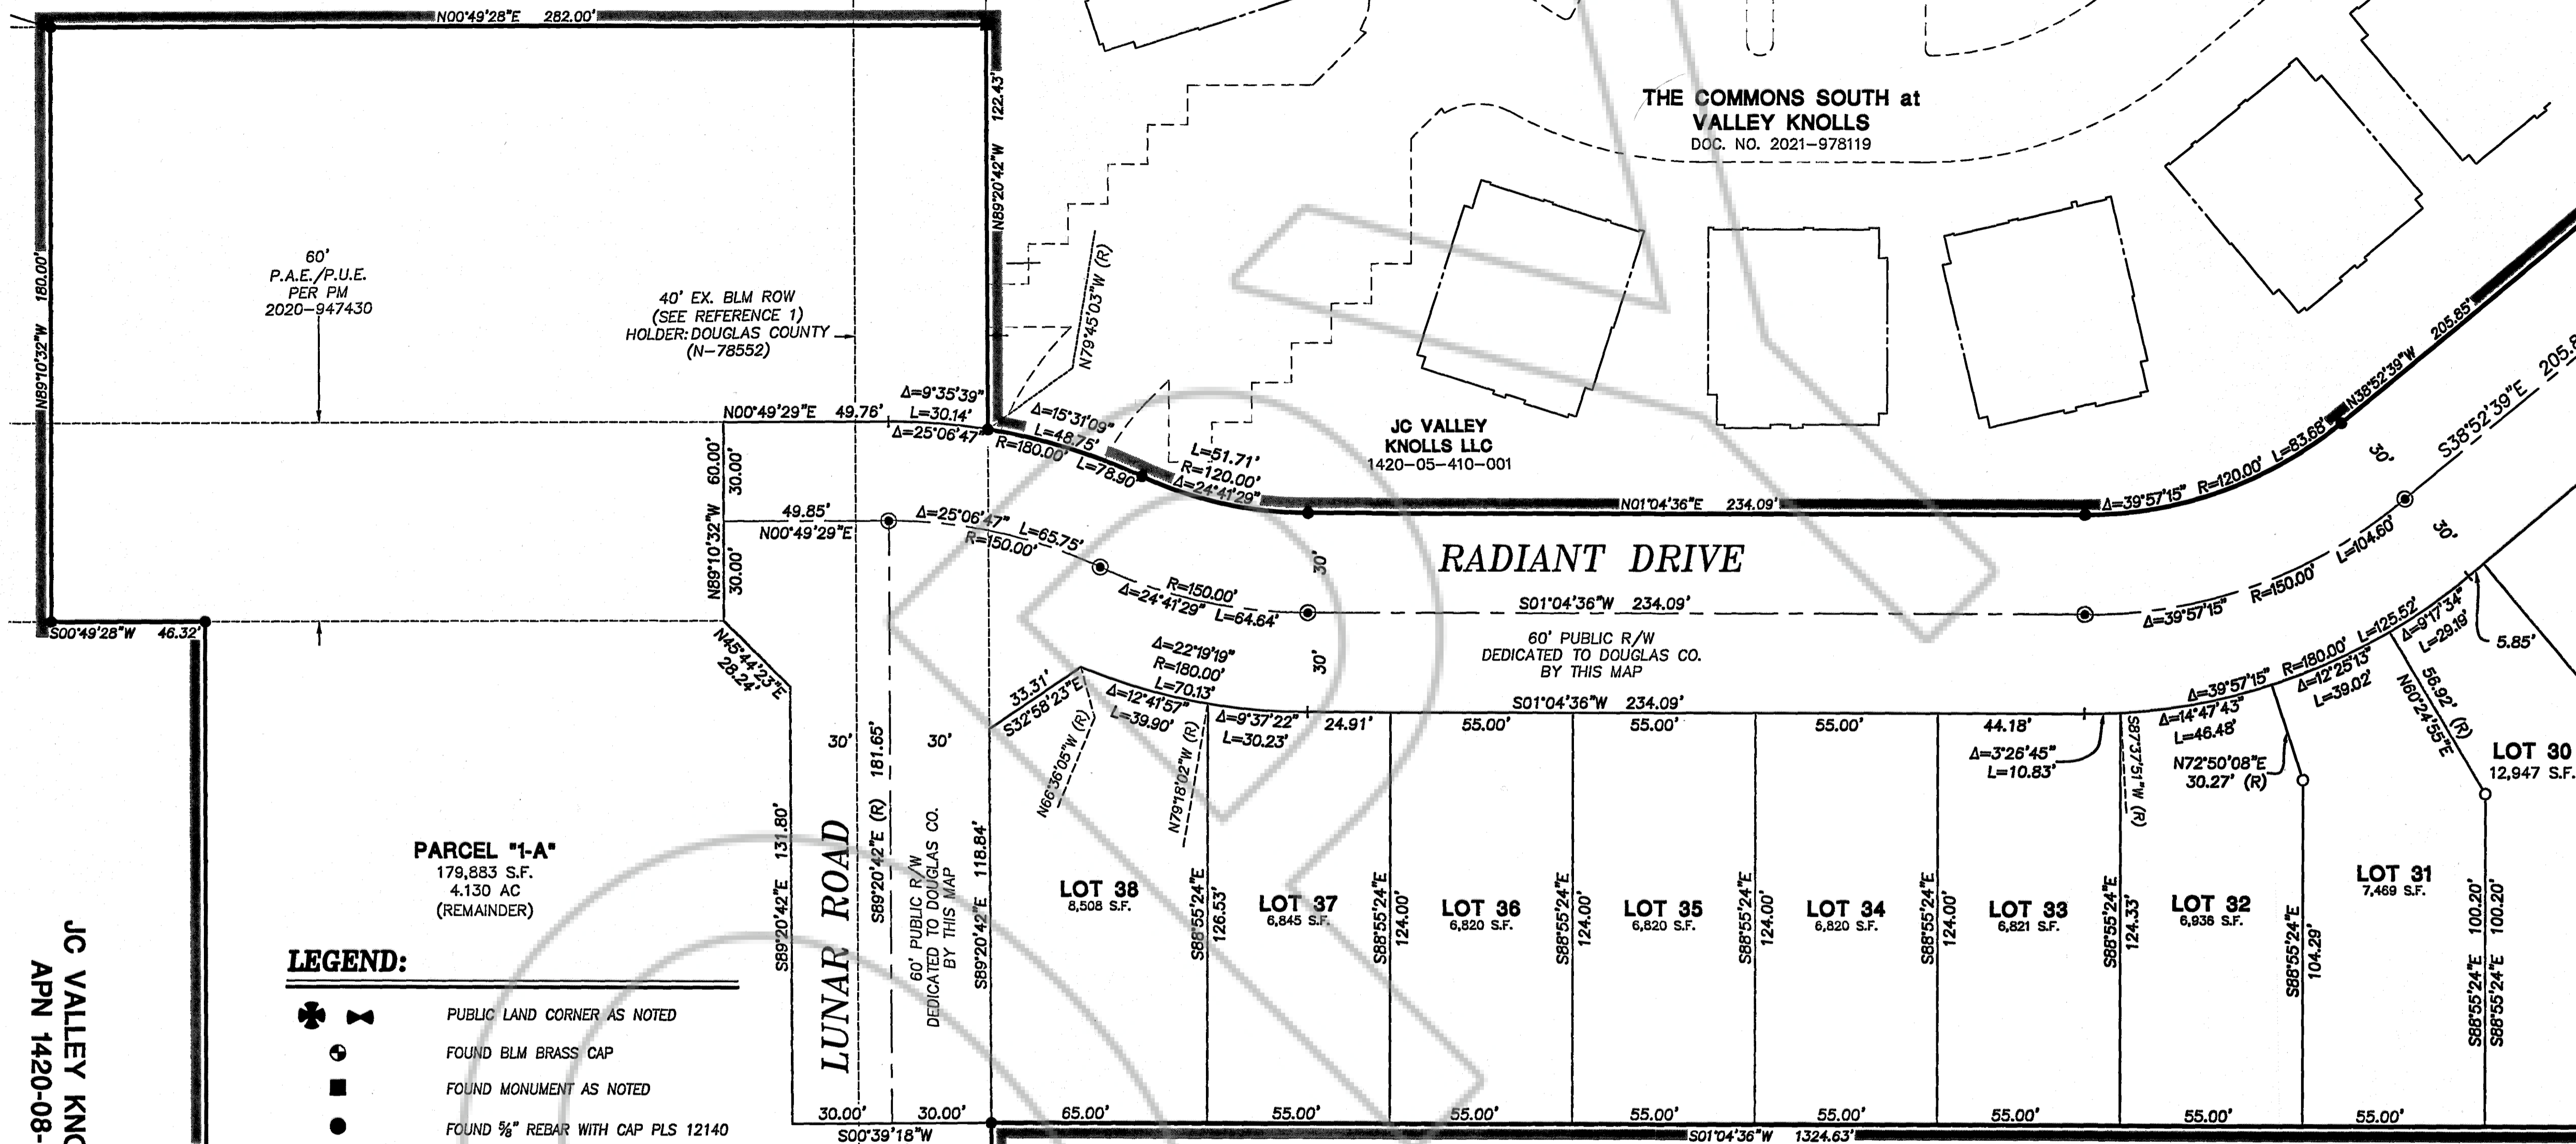 N00°49'28"E 282.00'
N89°10'32"W 180.00'
N89°20'42"W 122.43'
60'
P.A.E./P.U.E.
PER PM
2020-947430
40' EX. BLM ROW
(SEE REFERENCE 1)
HOLDER: DOUGLAS COUNTY
(N-78552)
THE COMMONS SOUTH at
VALLEY KNOLLS
DOC. NO. 2021-978119
N79°45'03"W (R)
Δ=9°35'39"
L=30.14'
N00°49'29"E 49.76'
Δ=25°06'47"
Δ=15°31'09"
L=48.75'
R=180.00'
L=78.90'
L=51.71'
R=120.00'
Δ=24°41'29"
JC VALLEY
KNOLLS LLC
1420-05-410-001
N01°04'36"E 234.09'
Δ=39°57'15" R=120.00' L=83.68'
N38°52'39"W 205.85'
S38°52'39"E
30'
30'
N89°10'32"W 60.00'
30.00'
30.00'
49.85'
N00°49'29"E
Δ=25°06'47" L=65.75'
R=150.00'
R=150.00'
Δ=24°41'29" L=64.64'
30'
30'
RADIANT DRIVE
S01°04'36"W 234.09'
60' PUBLIC R/W
DEDICATED TO DOUGLAS CO.
BY THIS MAP
S01°04'36"W 234.09'
Δ=39°57'15" R=150.00' L=104.60'
Δ=39°57'15" R=180.00' L=125.52'
S00°49'28"W 46.32'
N45°44'23"E
28.24'
33.31'
S32°58'23"E
Δ=22°19'19"
R=180.00'
L=70.13'
Δ=12°41'57"
L=39.90'
Δ=9°37'22"
L=30.23'
24.91'
55.00'
55.00'
55.00'
44.18'
Δ=3°26'45"
L=10.83'
Δ=14°47'43"
L=46.48'
Δ=12°25'13"
L=39.02'
Δ=9°17'34"
L=29.19'
5.85'
N66°36'05"W (R)
N79°18'02"W (R)
S87°37'51"W (R)
N72°50'08"E
30.27' (R)
56.92' (R)
N60°24'55"E
LOT 30
12,947 S.F.
30'
30'
LUNAR ROAD
S89°20'42"E 131.80'
S89°20'42"E (R) 181.65'
60' PUBLIC R/W
DEDICATED TO DOUGLAS CO.
BY THIS MAP
S89°20'42"E 118.84'
PARCEL "1-A"
179,883 S.F.
4.130 AC
(REMAINDER)
LOT 38
8,508 S.F.
S88°55'24"E
126.53'
LOT 37
6,845 S.F.
S88°55'24"E
124.00'
LOT 36
6,820 S.F.
S88°55'24"E
124.00'
LOT 35
6,820 S.F.
S88°55'24"E
124.00'
LOT 34
6,820 S.F.
S88°55'24"E
124.00'
LOT 33
6,821 S.F.
S88°55'24"E
124.33'
LOT 32
6,936 S.F.
S88°55'24"E
104.29'
LOT 31
7,469 S.F.
S88°55'24"E 100.20'
S88°55'24"E 100.20'
JC VALLEY
APN 1420-08-
LEGEND:
PUBLIC LAND CORNER AS NOTED
FOUND BLM BRASS CAP
FOUND MONUMENT AS NOTED
FOUND 5/8" REBAR WITH CAP PLS 12140
30.00'
30.00'
65.00'
55.00'
55.00'
55.00'
55.00'
55.00'
55.00'
55.00'
S00°39'18"W
S01°04'36"W 1324.63'